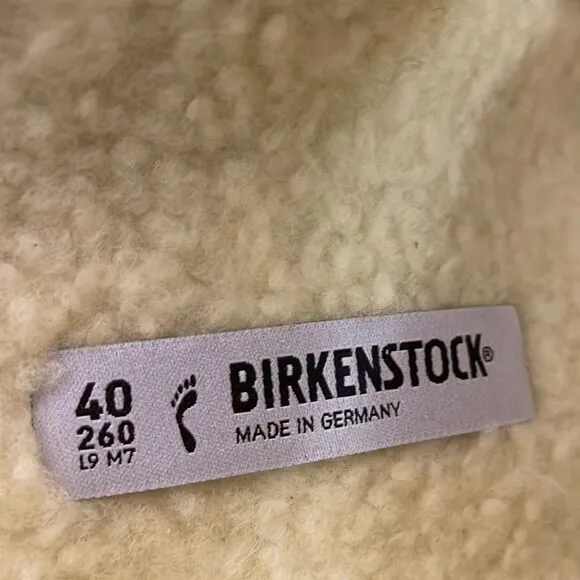 40
260
L9 M7
BIRKENSTOCK®
MADE IN GERMANY